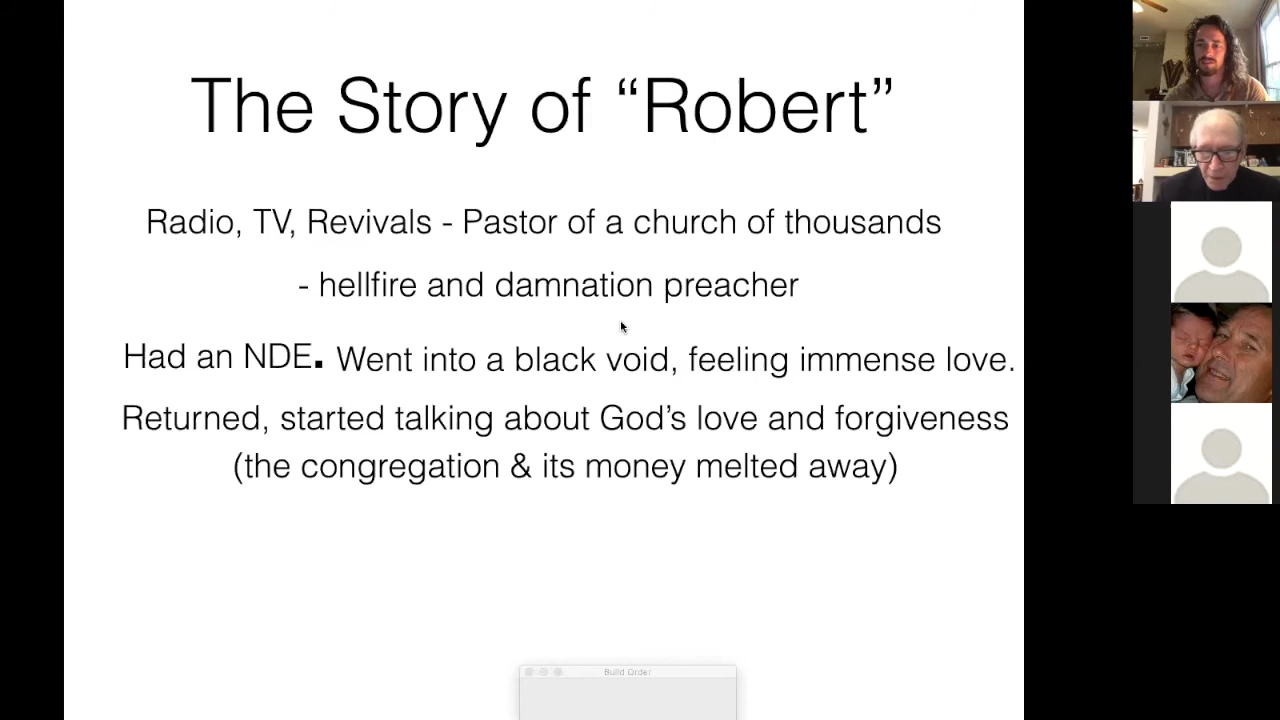 The Story of “Robert”
Radio, TV, Revivals - Pastor of a church of thousands
- hellfire and damnation preacher
Had an NDE. Went into a black void, feeling immense love.
Returned, started talking about God’s love and forgiveness
(the congregation & its money melted away)
Build Order